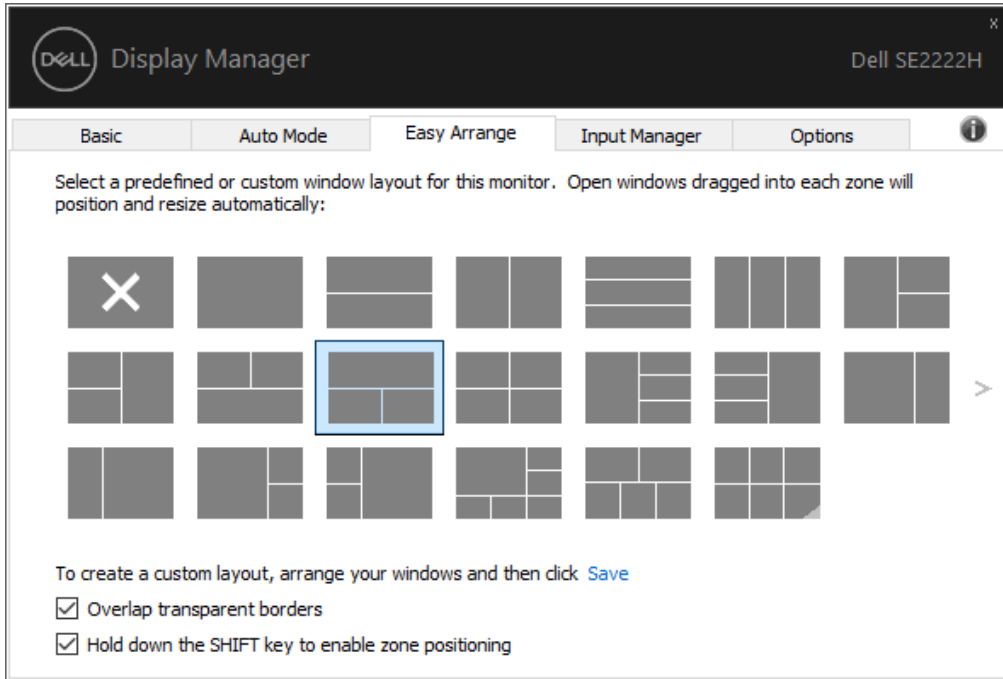 x
DELL Display Manager Dell SE2222H
Basic Auto Mode Easy Arrange Input Manager Options i
Select a predefined or custom window layout for this monitor.  Open windows dragged into each zone will
position and resize automatically:
>
To create a custom layout, arrange your windows and then click Save
Overlap transparent borders
Hold down the SHIFT key to enable zone positioning